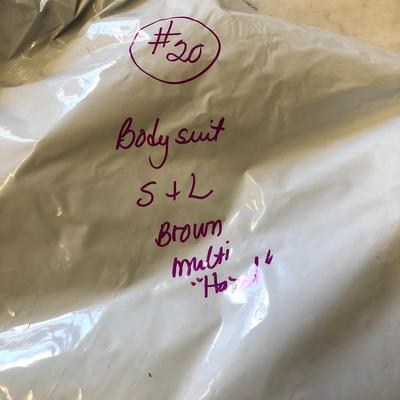 #20
Body suit
S + L
Brown
multi